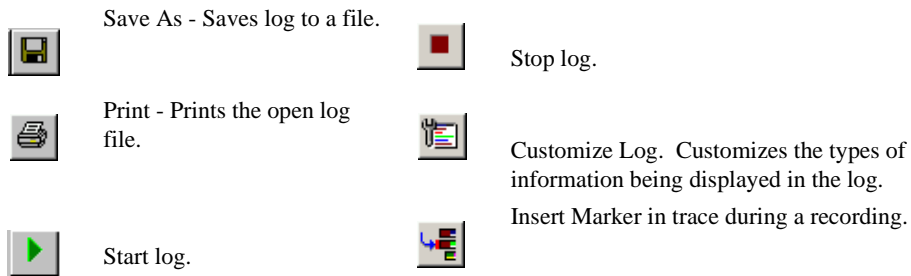 Save As - Saves log to a file.
Stop log.
Print - Prints the open log
file.
Customize Log.  Customizes the types of
information being displayed in the log.
Start log.
Insert Marker in trace during a recording.